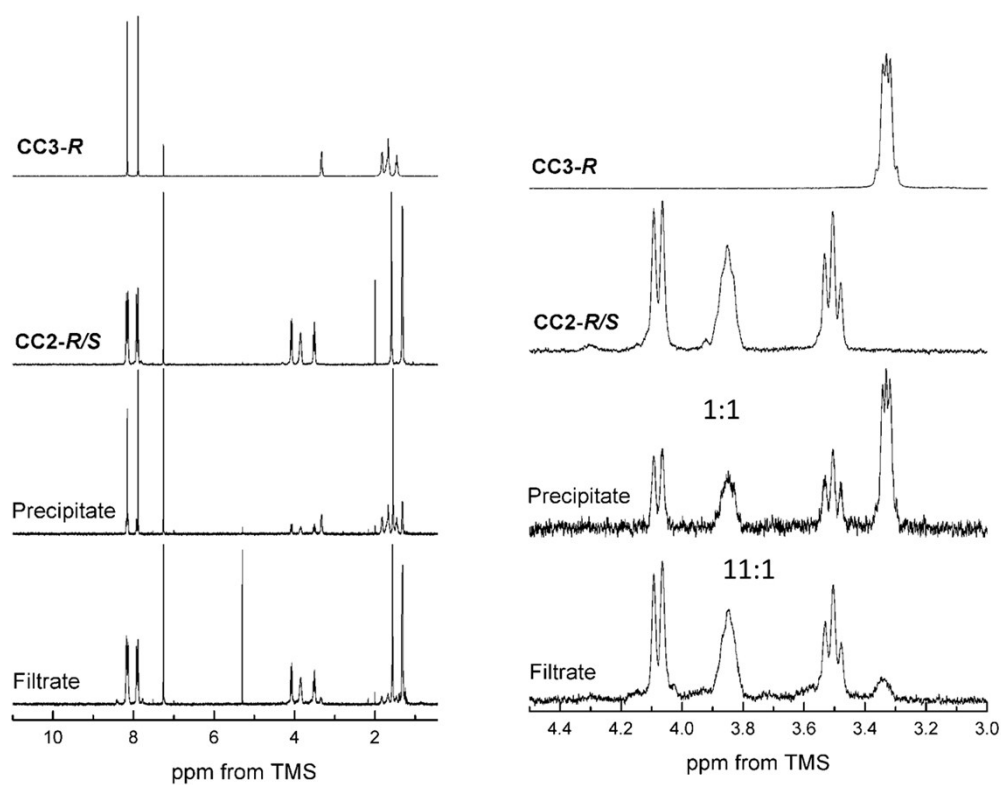 CC3-R
CC2-R/S
Precipitate
Filtrate
10 8 6 4 2
ppm from TMS
CC3-R
CC2-R/S
1:1
Precipitate
11:1
Filtrate
4.4 4.2 4.0 3.8 3.6 3.4 3.2 3.0
ppm from TMS